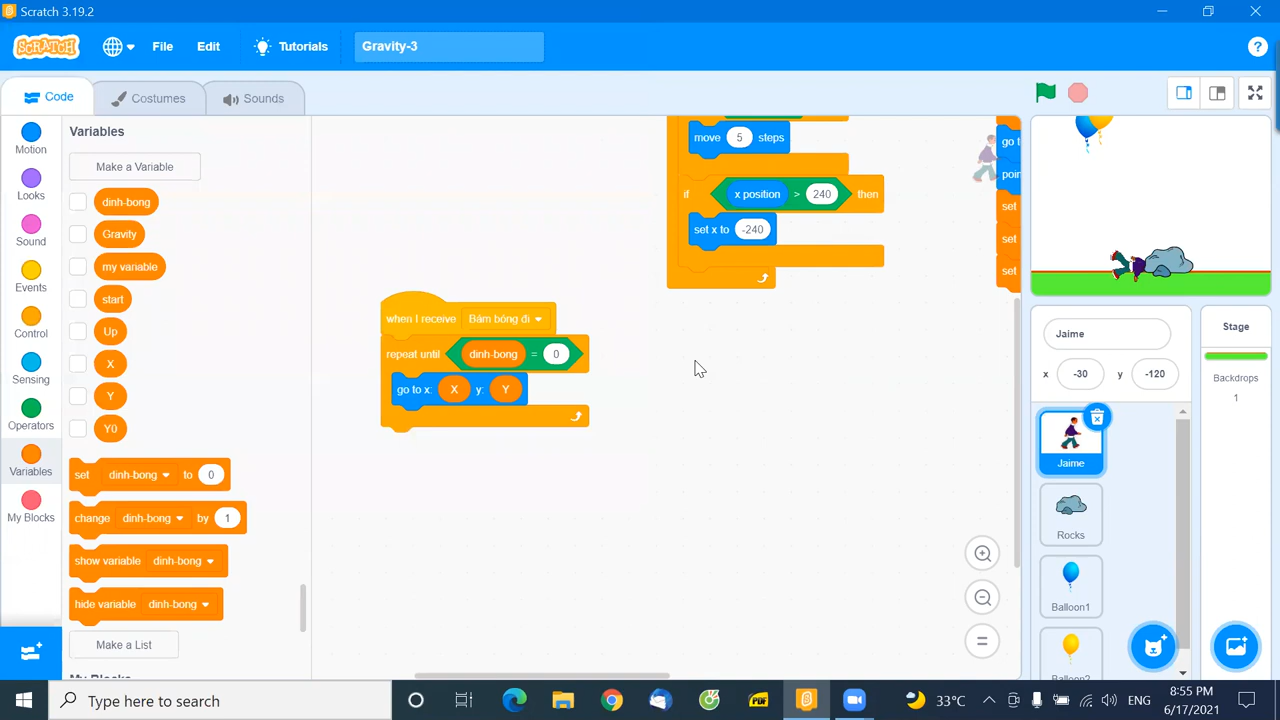 Scratch 3.19.2
SCRATCH
File
Edit
Tutorials
Gravity-3
?
Code
Costumes
Sounds
Motion
Looks
Sound
Events
Control
Sensing
Operators
Variables
My Blocks
Variables
Make a Variable
dinh-bong
Gravity
my variable
start
Up
X
Y
Y0
set dinh-bong to 0
change dinh-bong by 1
show variable dinh-bong
hide variable dinh-bong
Make a List
move 5 steps
if x position > 240 then
set x to -240
when I receive Bám bóng đi
repeat until dinh-bong = 0
go to x: X y: Y
set
set
set
Jaime
x -30 y -120
Stage
Backdrops
1
Jaime
Rocks
Balloon1
Type here to search
PDF
33°C
ENG
8:55 PM
6/17/2021